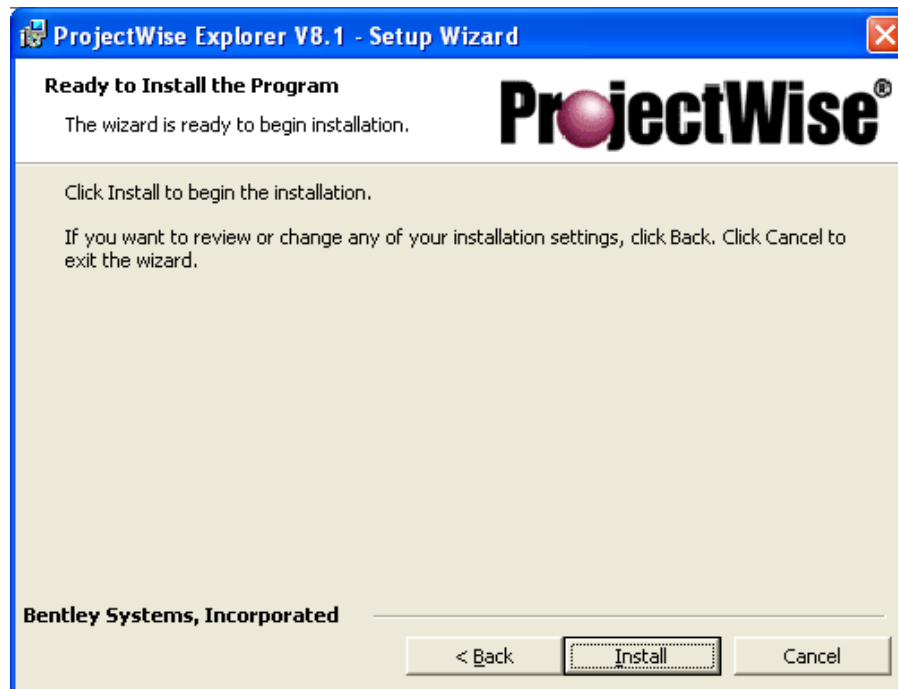 ProjectWise Explorer V8.1 - Setup Wizard
Ready to Install the Program
The wizard is ready to begin installation.
ProjectWise®
Click Install to begin the installation.
If you want to review or change any of your installation settings, click Back. Click Cancel to
exit the wizard.
Bentley Systems, Incorporated
< Back Install Cancel